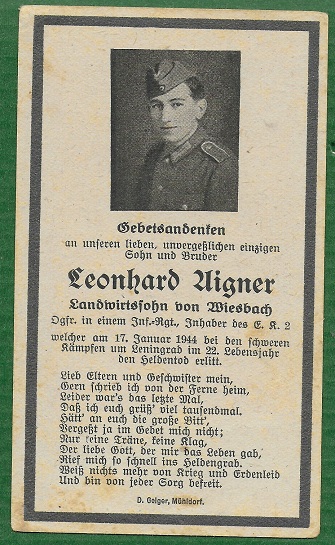 Gebetsandenken
an unseren lieben, unvergeßlichen einzigen
Sohn und Bruder
Leonhard Aigner
Landwirtssohn von Wiesbach
Ogfr. in einem Inf.-Rgt., Inhaber des E. K. 2
welcher am 17. Januar 1944 bei den schweren
Kämpfen um Leningrad im 22. Lebensjahr
den Heldentod erlitt.
Lieb Eltern und Geschwister mein,
Gern schrieb ich von der Ferne heim,
Leider war's das letzte Mal,
Daß ich euch grüß' viel tausendmal.
Hätt' an euch die große Bitt',
Vergeßt ja im Gebet mich nicht;
Nur keine Träne, keine Klag,
Der liebe Gott, der mir das Leben gab,
Rief mich so schnell ins Heldengrab.
Weiß nichts mehr von Krieg und Erdenleid
Und bin von jeder Sorg befreit.
D. Geiger, Mühldorf.